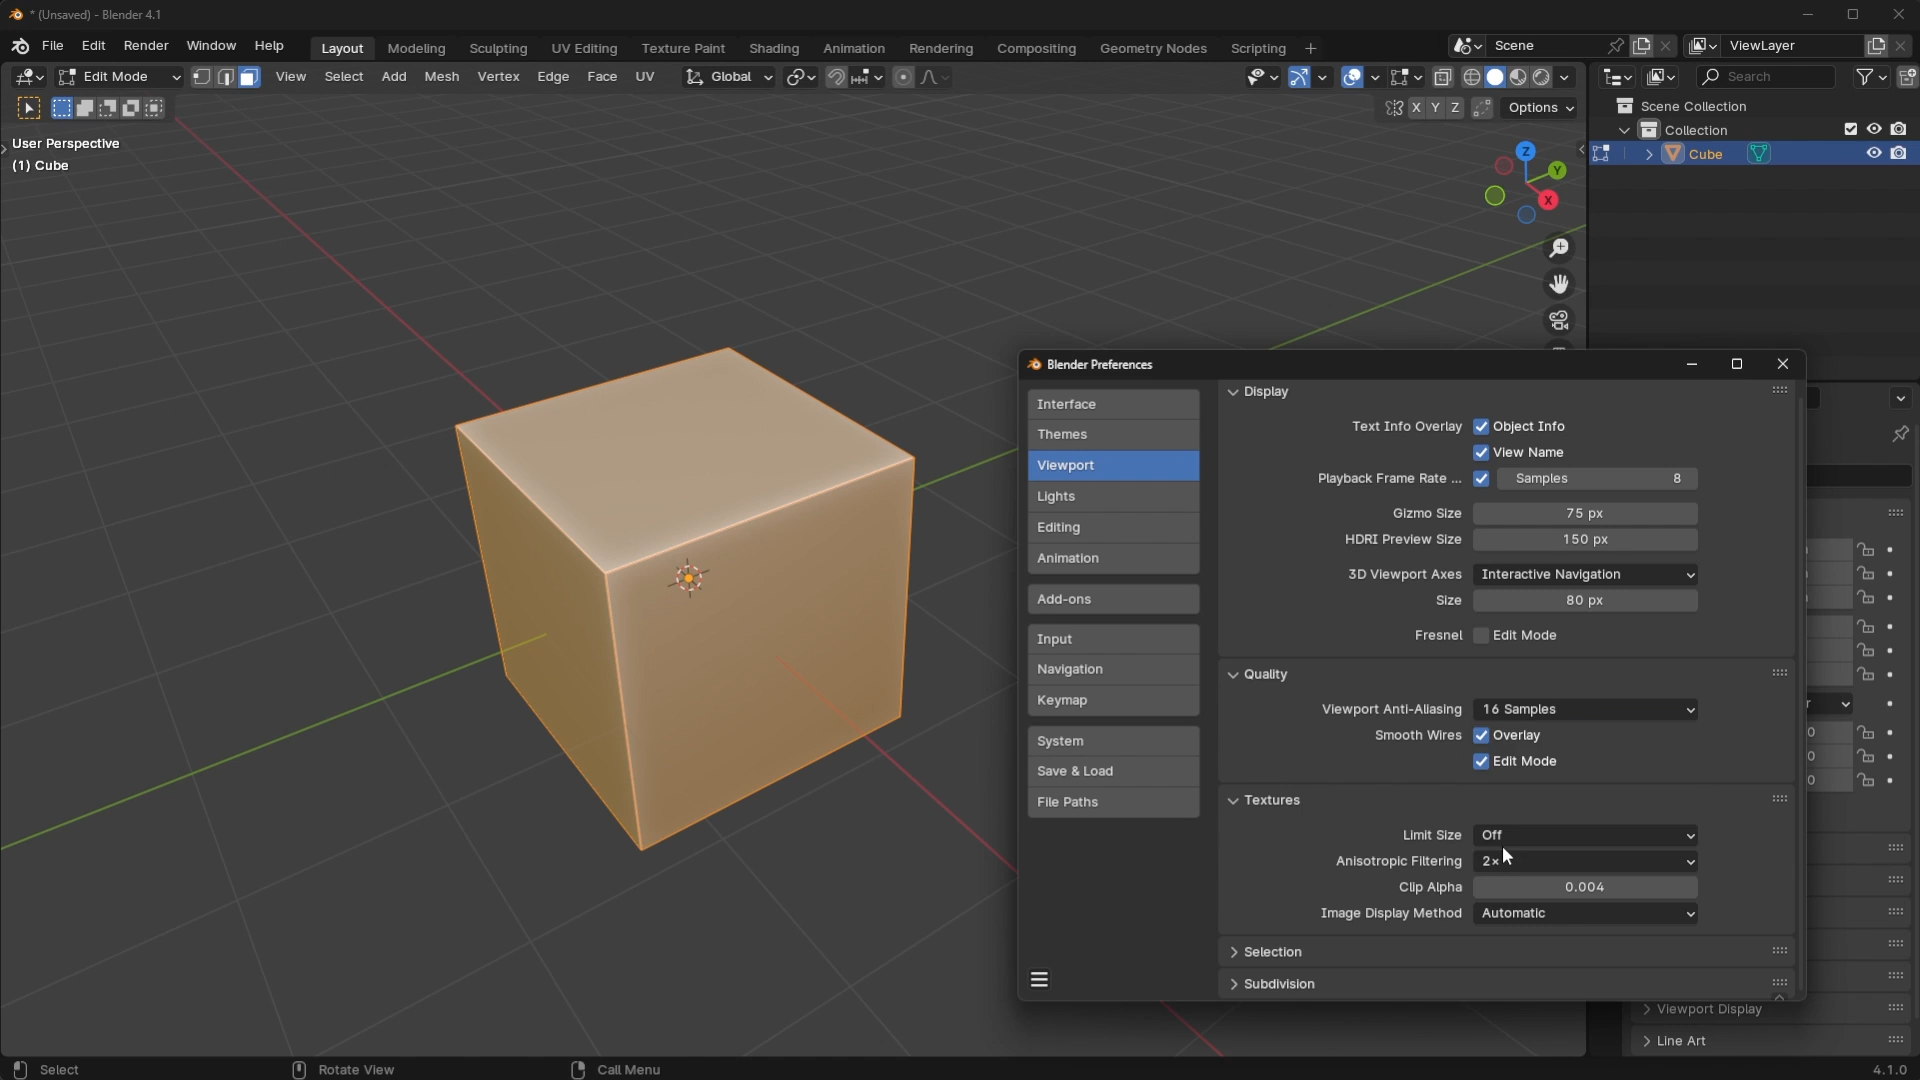 * (Unsaved) - Blender 4.1
File Edit Render Window Help Layout Modeling Sculpting UV Editing Texture Paint Shading Animation Rendering Compositing Geometry Nodes Scripting + Scene ViewLayer
Edit Mode View Select Add Mesh Vertex Edge Face UV Global Search
X Y Z Options
Scene Collection
Collection
Cube
User Perspective
(1) Cube
Z
Y
X
Blender Preferences
Interface
Themes
Viewport
Lights
Editing
Animation
Add-ons
Input
Navigation
Keymap
System
Save & Load
File Paths
Display
Text Info Overlay Object Info
View Name
Playback Frame Rate ... Samples 8
Gizmo Size 75 px
HDRI Preview Size 150 px
3D Viewport Axes Interactive Navigation
Size 80 px
Fresnel Edit Mode
Quality
Viewport Anti-Aliasing 16 Samples
Smooth Wires Overlay
Edit Mode
Textures
Limit Size Off
Anisotropic Filtering 2×
Clip Alpha 0.004
Image Display Method Automatic
Selection
Subdivision
Viewport Display
Line Art
Select Rotate View Call Menu 4.1.0